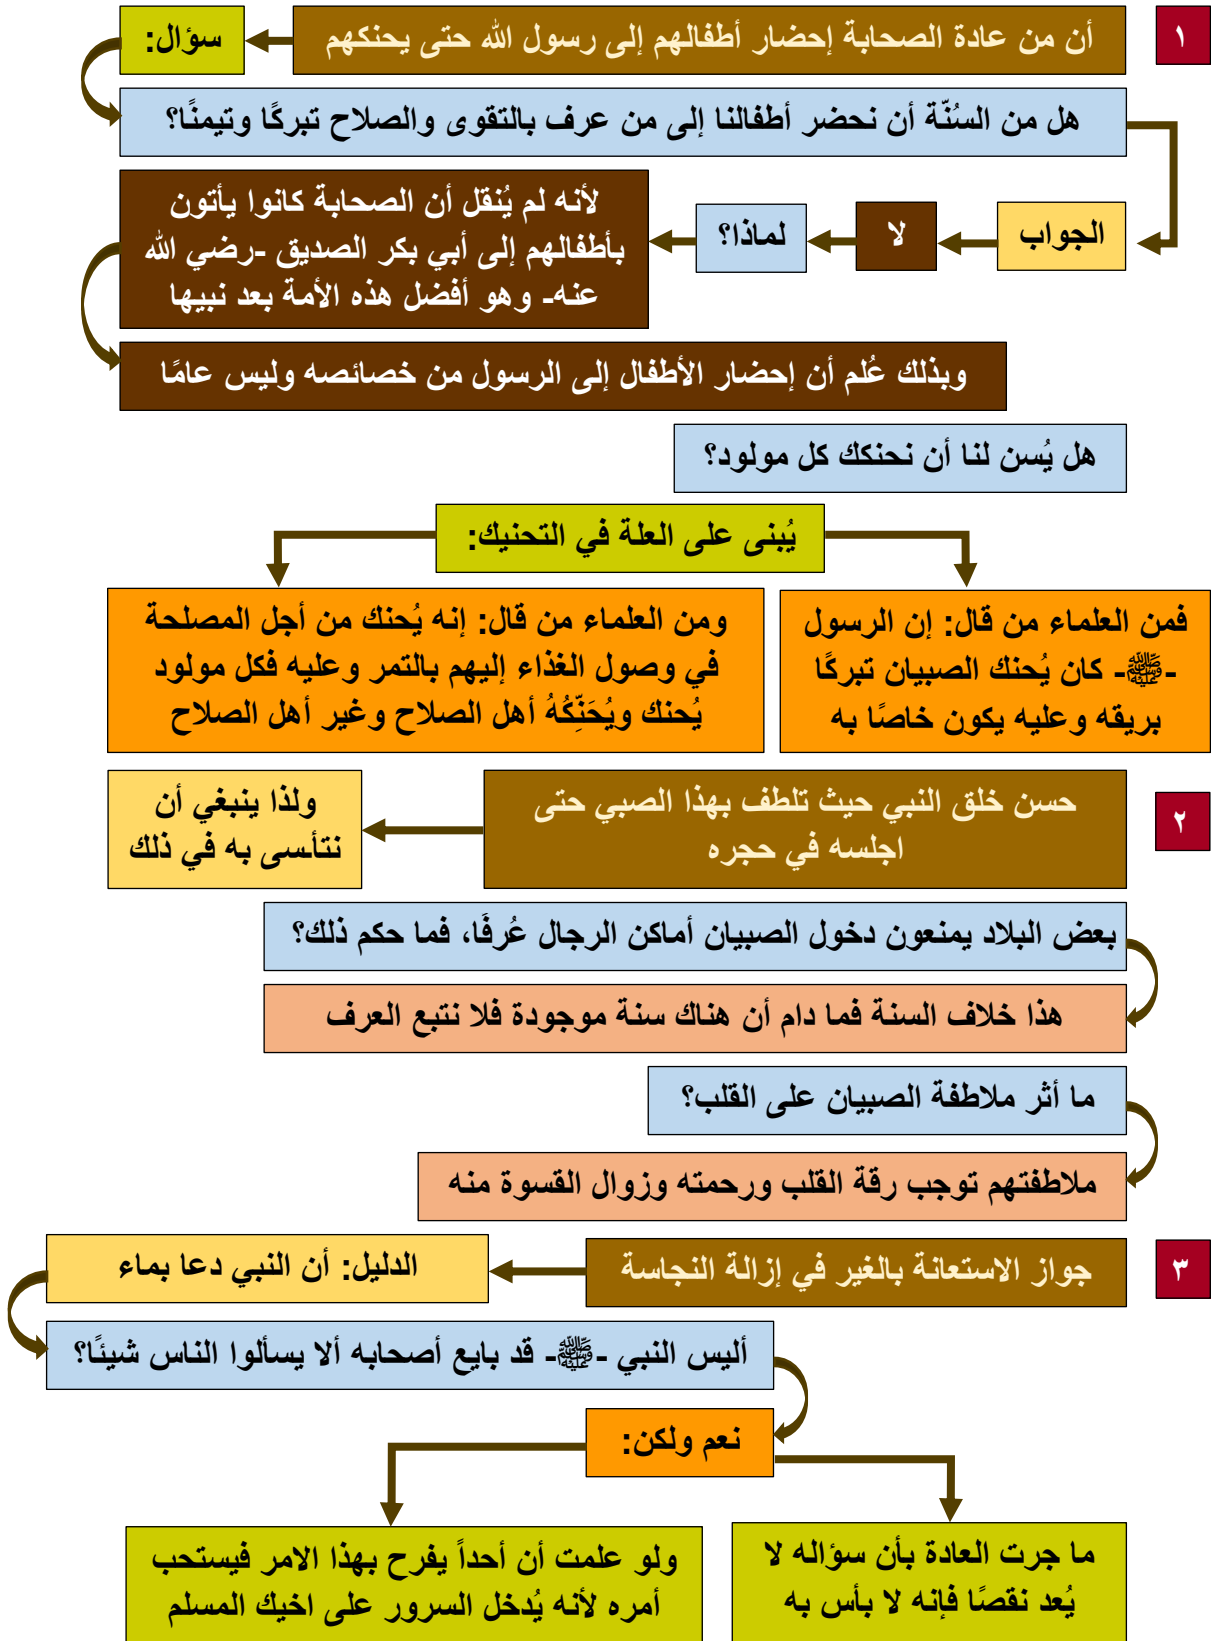 ١
أن من عادة الصحابة إحضار أطفالهم إلى رسول الله حتى يحنكهم
سؤال:
هل من السُنّة أن نحضر أطفالنا إلى من عرف بالتقوى والصلاح تبركًا وتيمنًا؟
الجواب
لا
لماذا؟
لأنه لم يُنقل أن الصحابة كانوا يأتون
بأطفالهم إلى أبي بكر الصديق -رضي الله
عنه- وهو أفضل هذه الأمة بعد نبيها
وبذلك عُلم أن إحضار الأطفال إلى الرسول من خصائصه وليس عامًا
هل يُسن لنا أن نحنكك كل مولود؟
يُبنى على العلة في التحنيك:
فمن العلماء من قال: إن الرسول
-ﷺ- كان يُحنك الصبيان تبركًا
بريقه وعليه يكون خاصًا به
ومن العلماء من قال: إنه يُحنك من أجل المصلحة
في وصول الغذاء إليهم بالتمر وعليه فكل مولود
يُحنك ويُحَنِّكُهُ أهل الصلاح وغير أهل الصلاح
٢
حسن خلق النبي حيث تلطف بهذا الصبي حتى
اجلسه في حجره
ولذا ينبغي أن
نتأسى به في ذلك
بعض البلاد يمنعون دخول الصبيان أماكن الرجال عُرفًا، فما حكم ذلك؟
هذا خلاف السنة فما دام أن هناك سنة موجودة فلا نتبع العرف
ما أثر ملاطفة الصبيان على القلب؟
ملاطفتهم توجب رقة القلب ورحمته وزوال القسوة منه
٣
جواز الاستعانة بالغير في إزالة النجاسة
الدليل: أن النبي دعا بماء
أليس النبي -ﷺ- قد بايع أصحابه ألا يسألوا الناس شيئًا؟
نعم ولكن:
ما جرت العادة بأن سؤاله لا
يُعد نقصًا فإنه لا بأس به
ولو علمت أن أحداً يفرح بهذا الامر فيستحب
أمره لأنه يُدخل السرور على اخيك المسلم